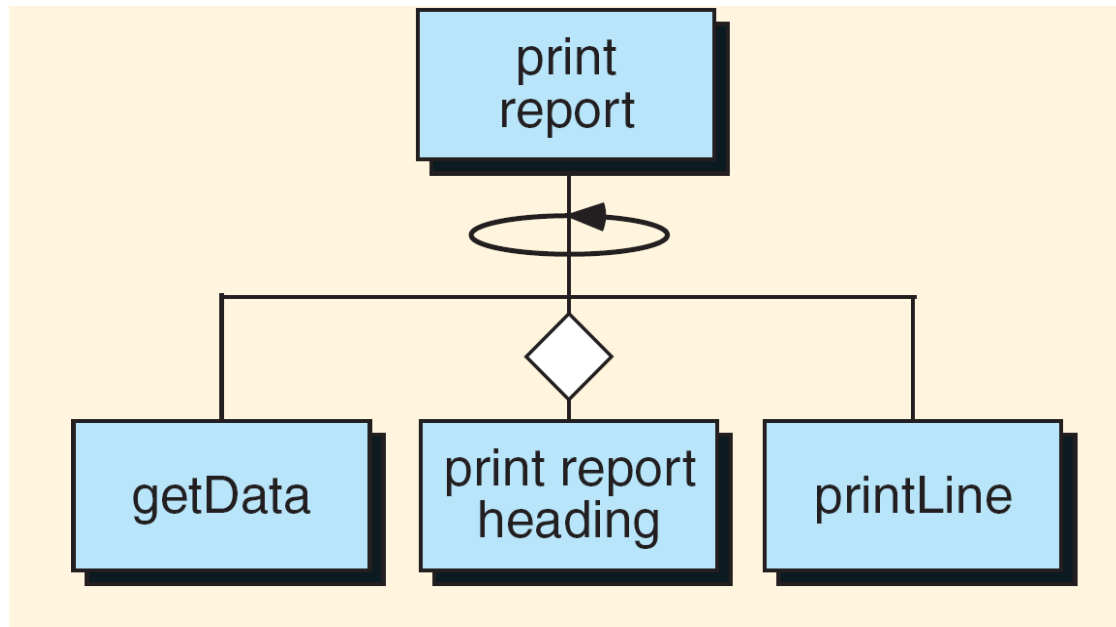 print
report
getData
print report
heading
printLine